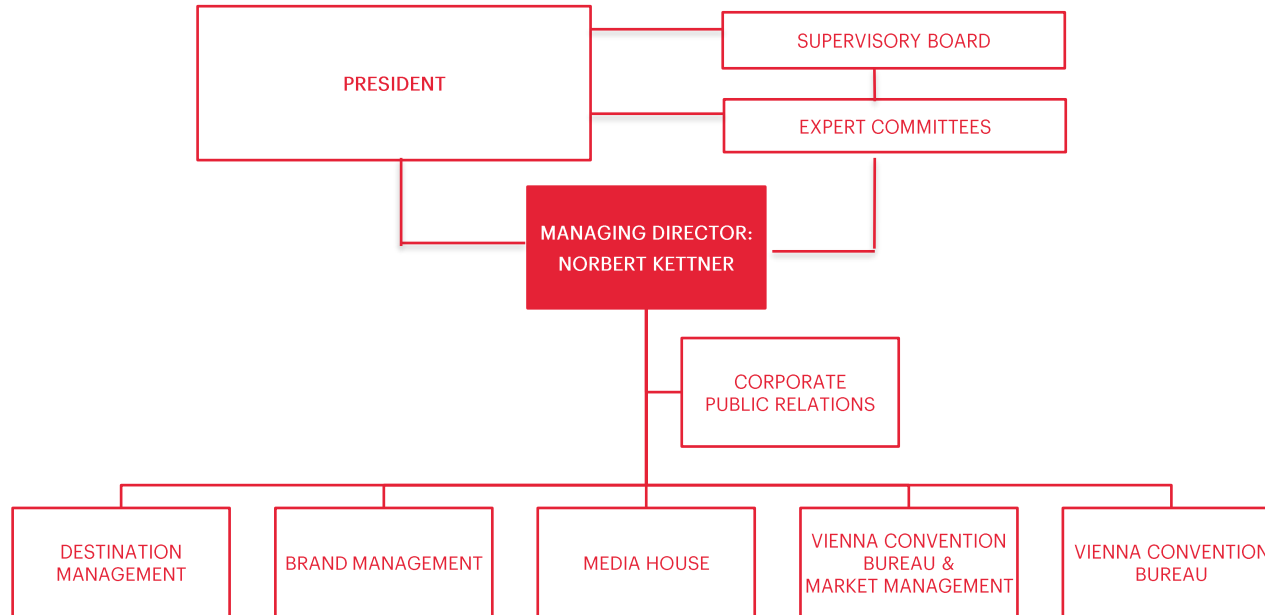 PRESIDENT
SUPERVISORY BOARD
EXPERT COMMITTEES
MANAGING DIRECTOR:
NORBERT KETTNER
CORPORATE
PUBLIC RELATIONS
DESTINATION
MANAGEMENT
BRAND MANAGEMENT
MEDIA HOUSE
VIENNA CONVENTION
BUREAU &
MARKET MANAGEMENT
VIENNA CONVENTION
BUREAU